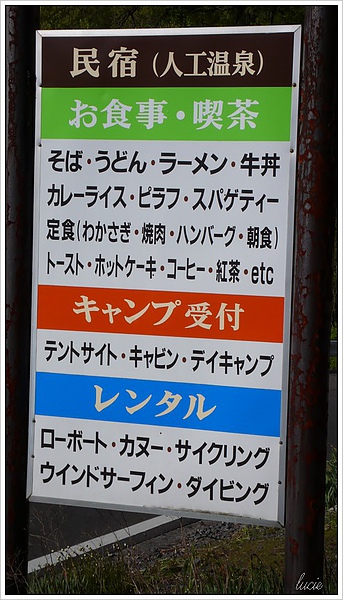 民宿（人工温泉）
お食事・喫茶
そば・うどん・ラーメン・牛丼
カレーライス・ピラフ・スパゲティー
定食(わかさぎ・焼肉・ハンバーグ・朝食)
トースト・ホットケーキ・コーヒー・紅茶・etc
キャンプ受付
テントサイト・キャビン・デイキャンプ
レンタル
ローボート・カヌー・サイクリング
ウインドサーフィン・ダイビング
lucie